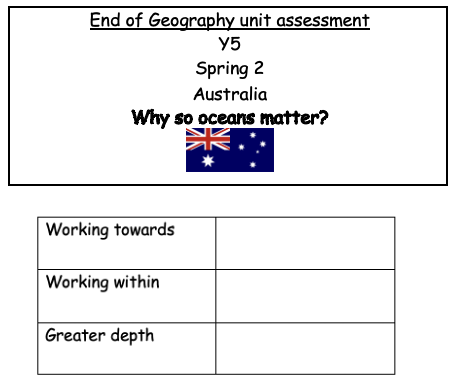 End of Geography unit assessment
Y5
Spring 2
Australia
Why so oceans matter?
Working towards
Working within
Greater depth